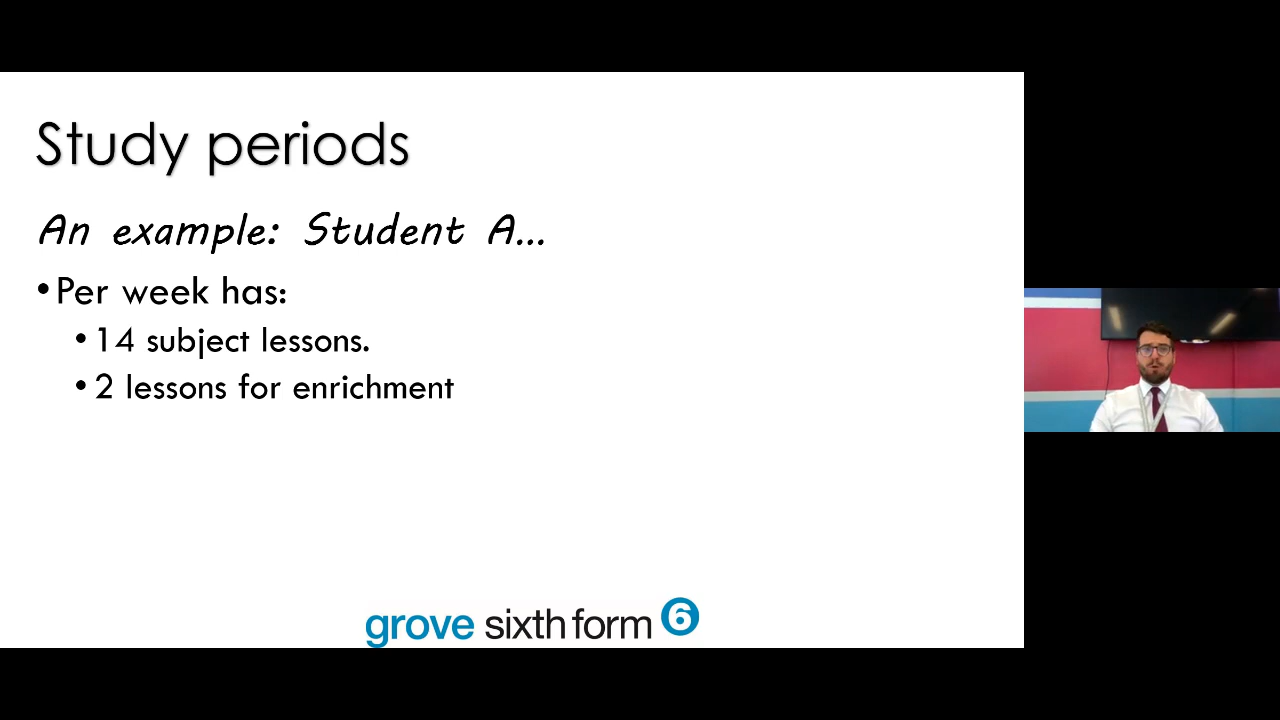 Study periods
An example: Student A...
• Per week has:
• 14 subject lessons.
• 2 lessons for enrichment
grove sixth form 6